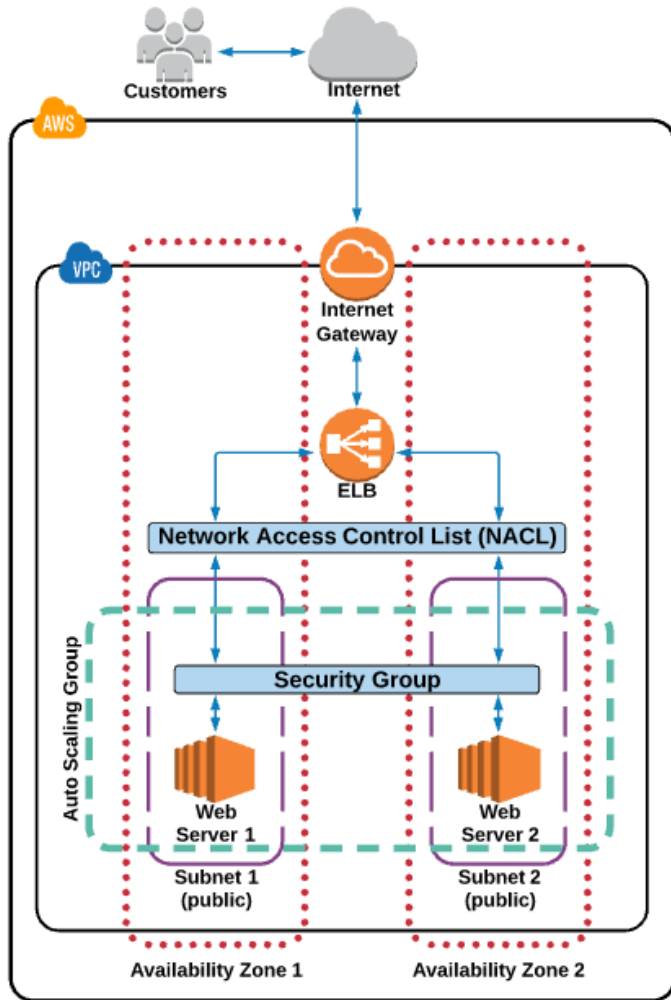 Customers
Internet
AWS
VPC
Internet
Gateway
ELB
Network Access Control List (NACL)
Auto Scaling Group
Security Group
Web
Server 1
Web
Server 2
Subnet 1
(public)
Subnet 2
(public)
Availability Zone 1
Availability Zone 2